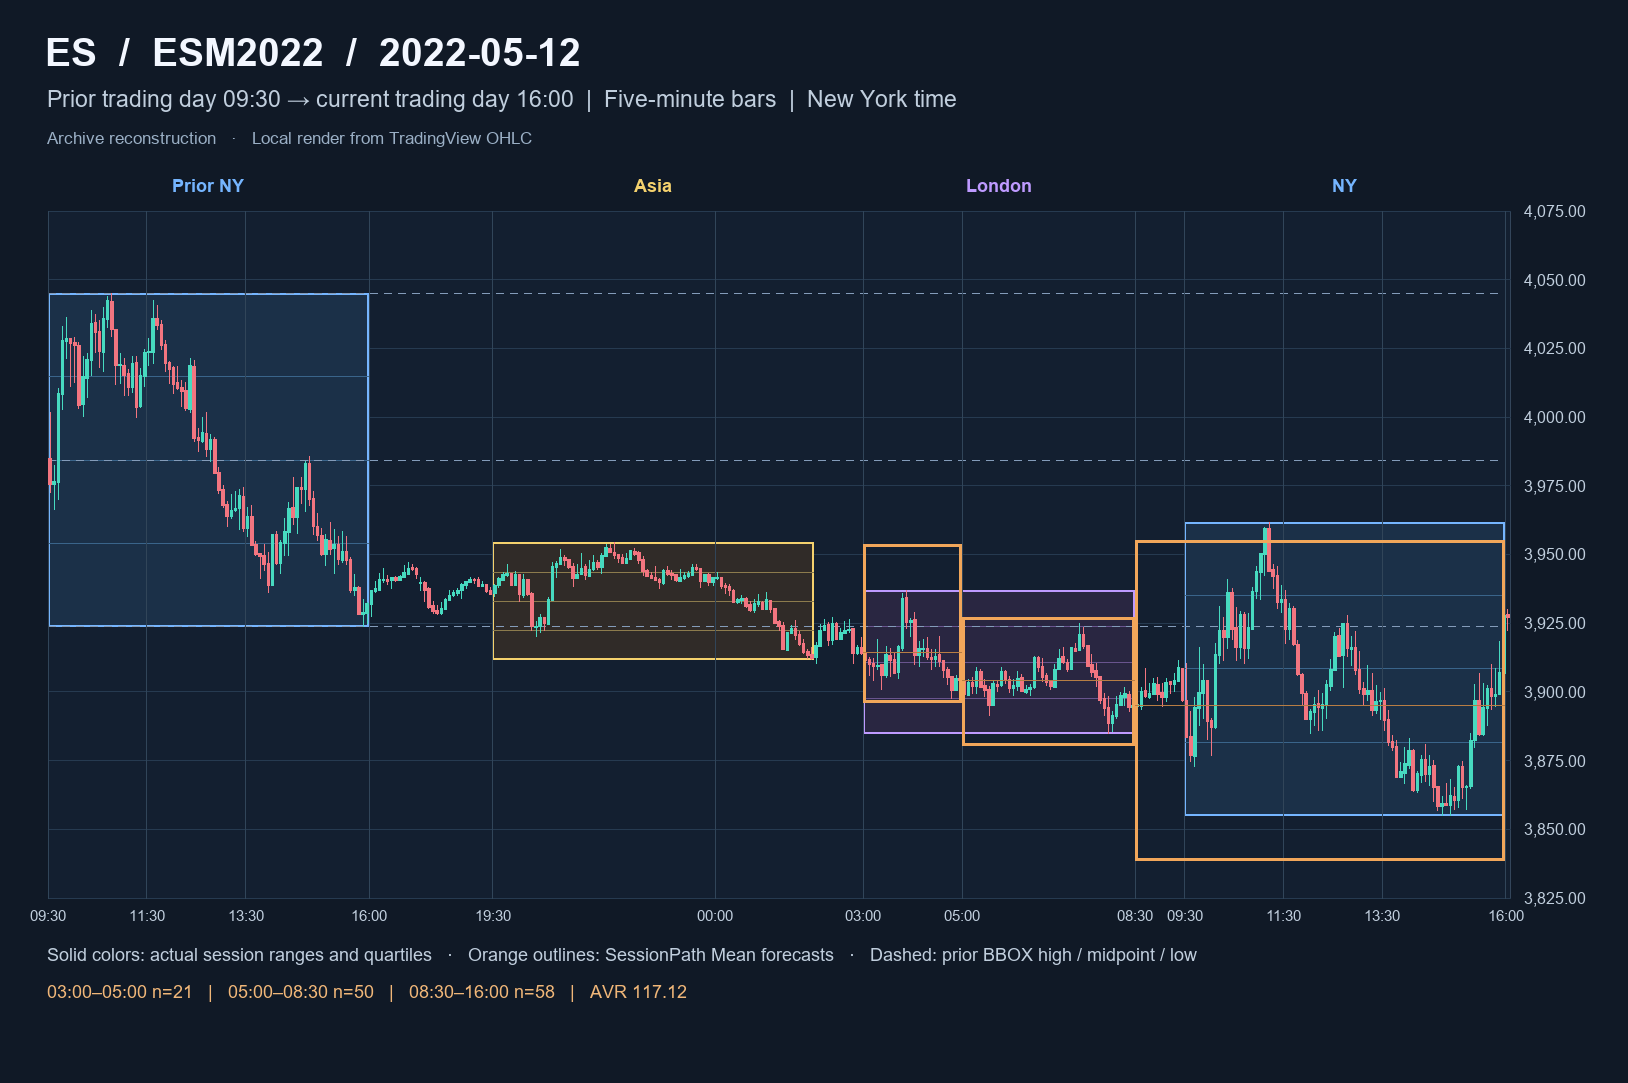 ES / ESM2022 / 2022-05-12
Prior trading day 09:30 → current trading day 16:00 | Five-minute bars | New York time
Archive reconstruction · Local render from TradingView OHLC
Prior NY Asia London NY
4,075.00
4,050.00
4,025.00
4,000.00
3,975.00
3,950.00
3,925.00
3,900.00
3,875.00
3,850.00
3,825.00
09:30 11:30 13:30 16:00 19:30 00:00 03:00 05:00 08:30 09:30 11:30 13:30 16:00
Solid colors: actual session ranges and quartiles · Orange outlines: SessionPath Mean forecasts · Dashed: prior BBOX high / midpoint / low
03:00–05:00 n=21 | 05:00–08:30 n=50 | 08:30–16:00 n=58 | AVR 117.12